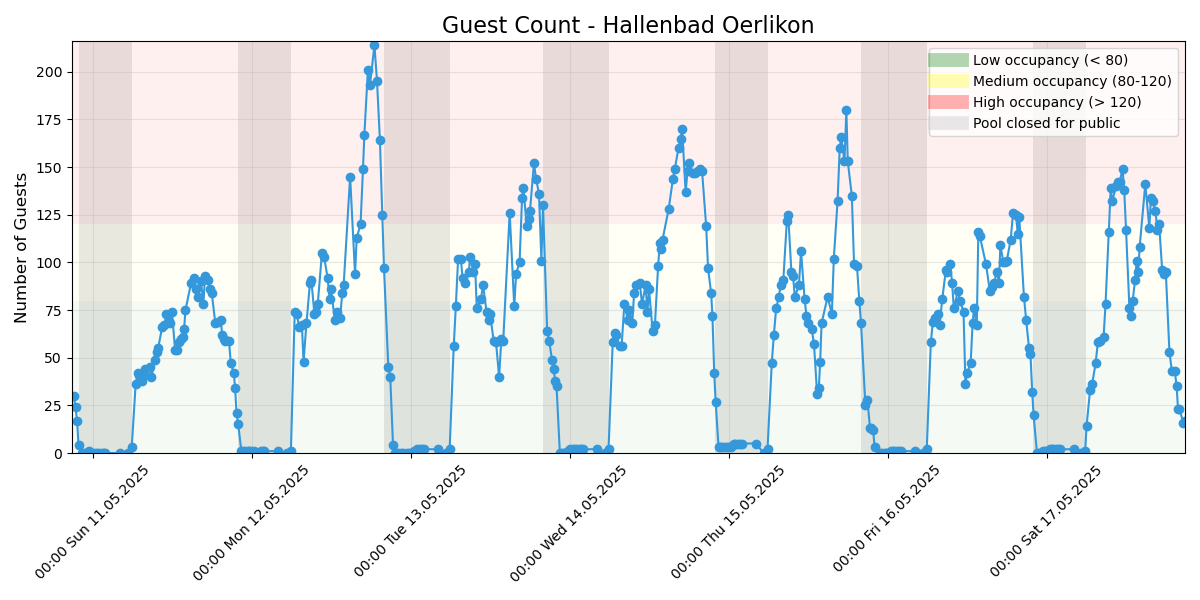 Guest Count - Hallenbad Oerlikon
Number of Guests
200
175
150
125
100
75
50
25
0
Low occupancy (< 80)
Medium occupancy (80-120)
High occupancy (> 120)
Pool closed for public
00:00 Sun 11.05.2025
00:00 Mon 12.05.2025
00:00 Tue 13.05.2025
00:00 Wed 14.05.2025
00:00 Thu 15.05.2025
00:00 Fri 16.05.2025
00:00 Sat 17.05.2025